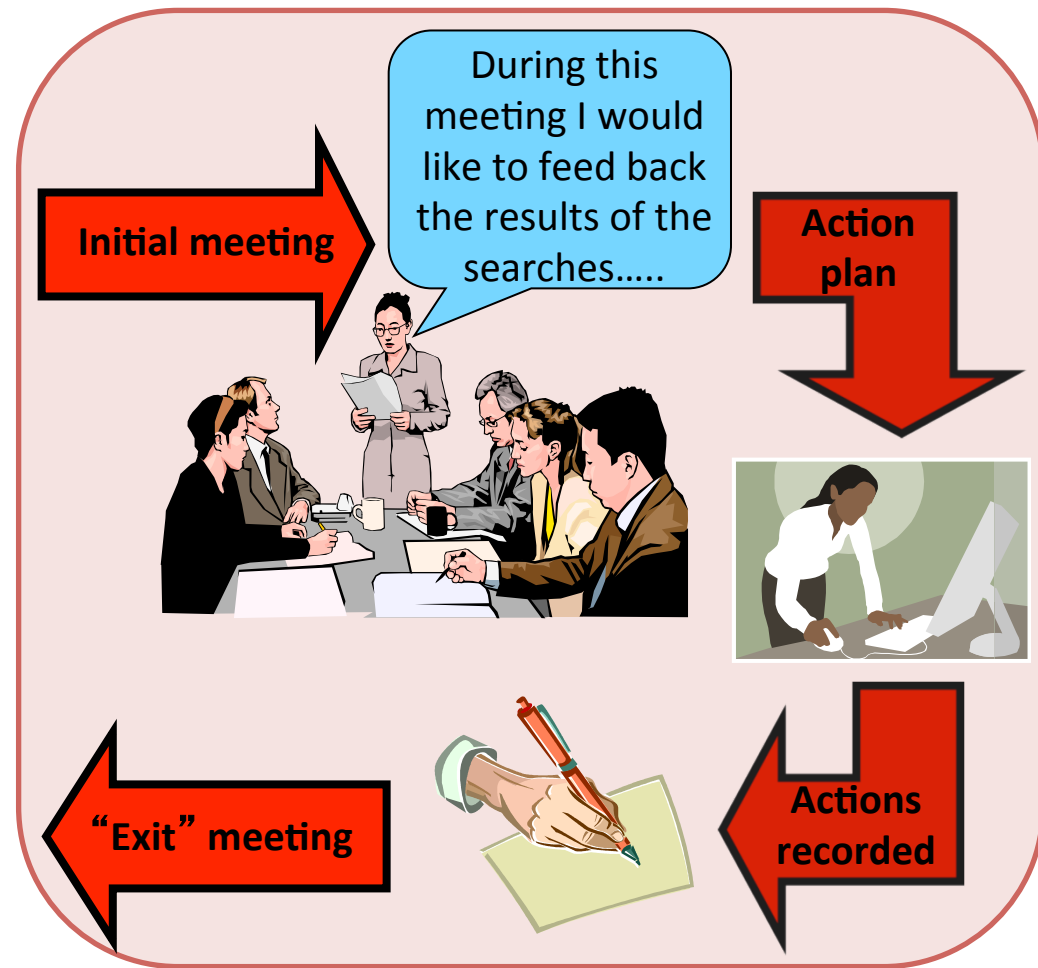 During this
meeting I would
like to feed back
the results of the
searches.....
Initial meeting
Action
plan
Actions
recorded
“Exit” meeting